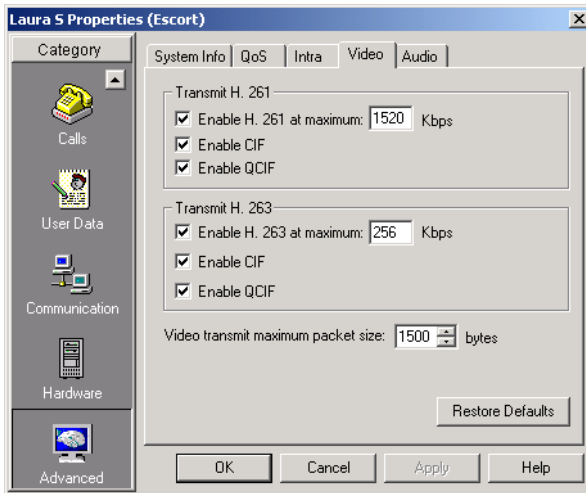 Laura S Properties (Escort)
Category
Calls
User Data
Communication
Hardware
Advanced
System Info
QoS
Intra
Video
Audio
Transmit H. 261
Enable H. 261 at maximum: 1520 Kbps
Enable CIF
Enable QCIF
Transmit H. 263
Enable H. 263 at maximum: 256 Kbps
Enable CIF
Enable QCIF
Video transmit maximum packet size: 1500 bytes
Restore Defaults
OK
Cancel
Apply
Help